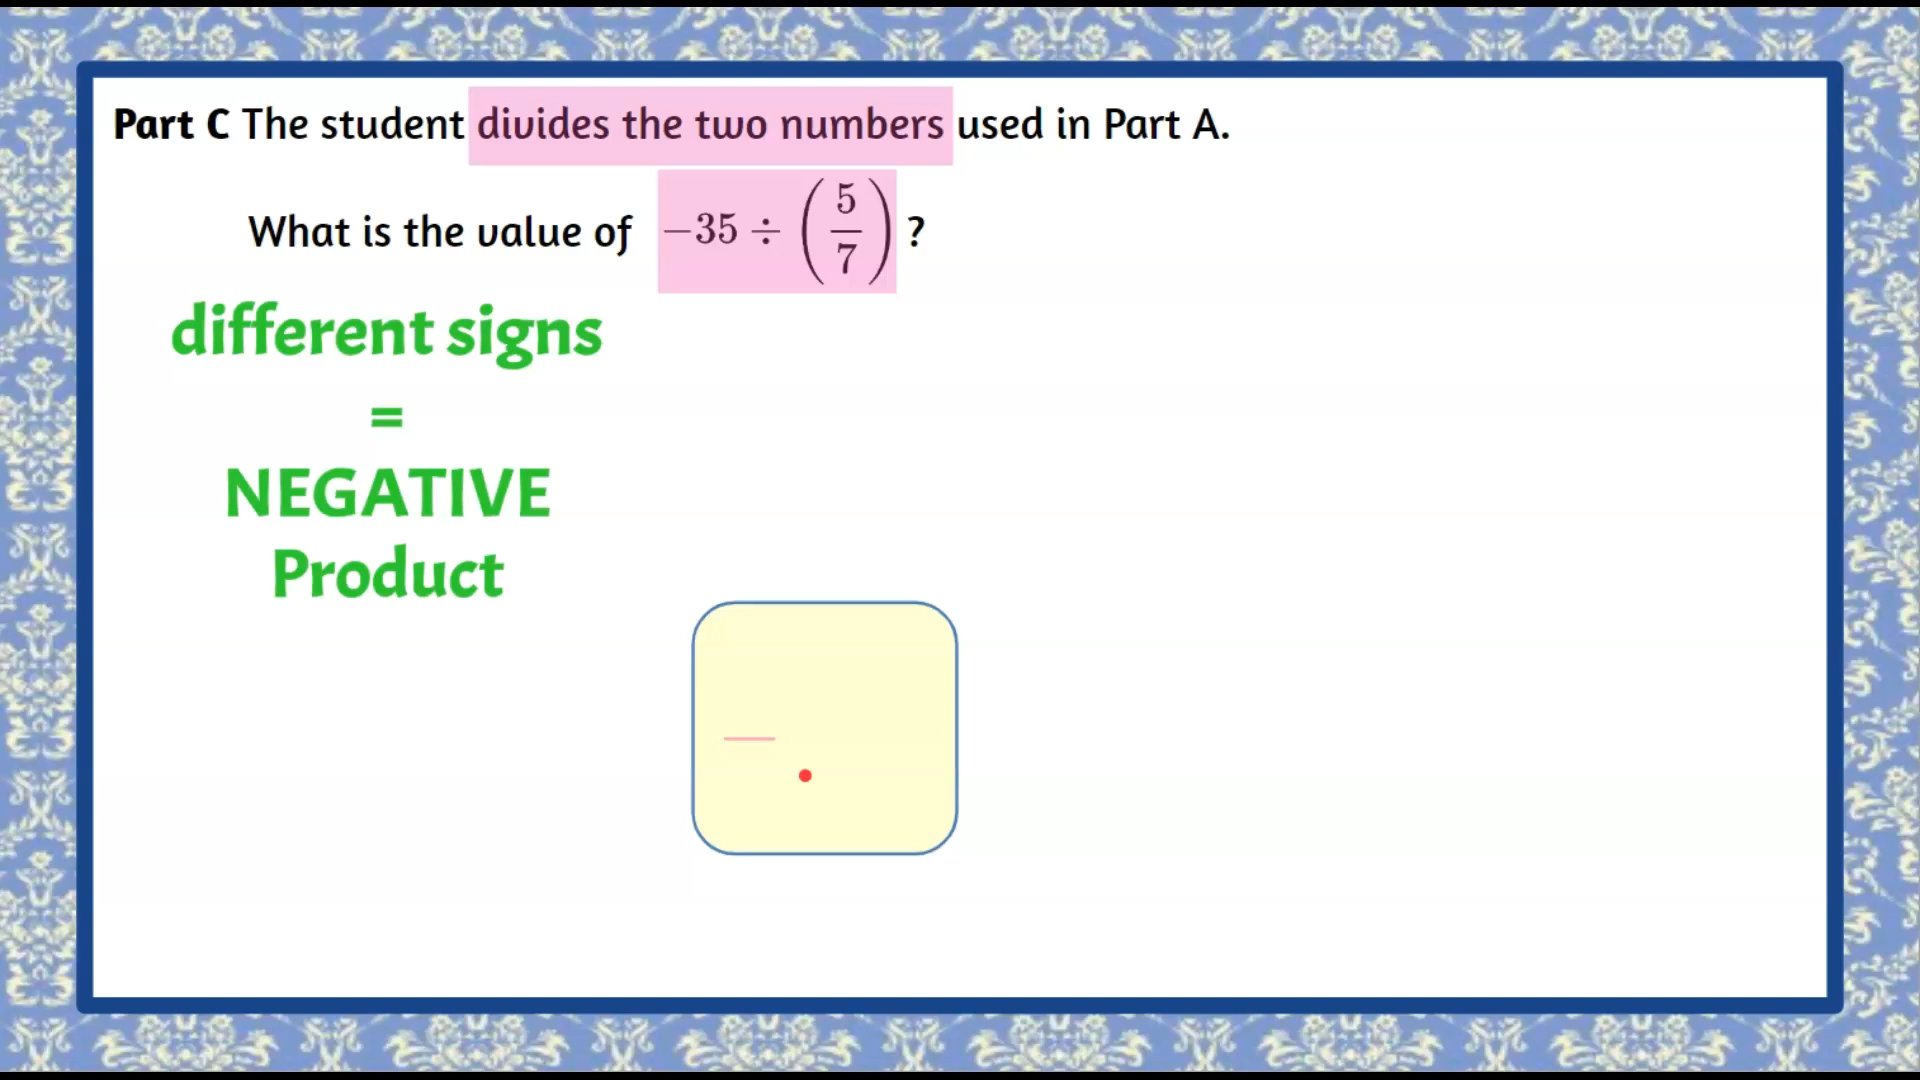 Part C The student divides the two numbers used in Part A.
What is the value of −35 ÷ (5/7) ?
different signs
=
NEGATIVE
Product
—